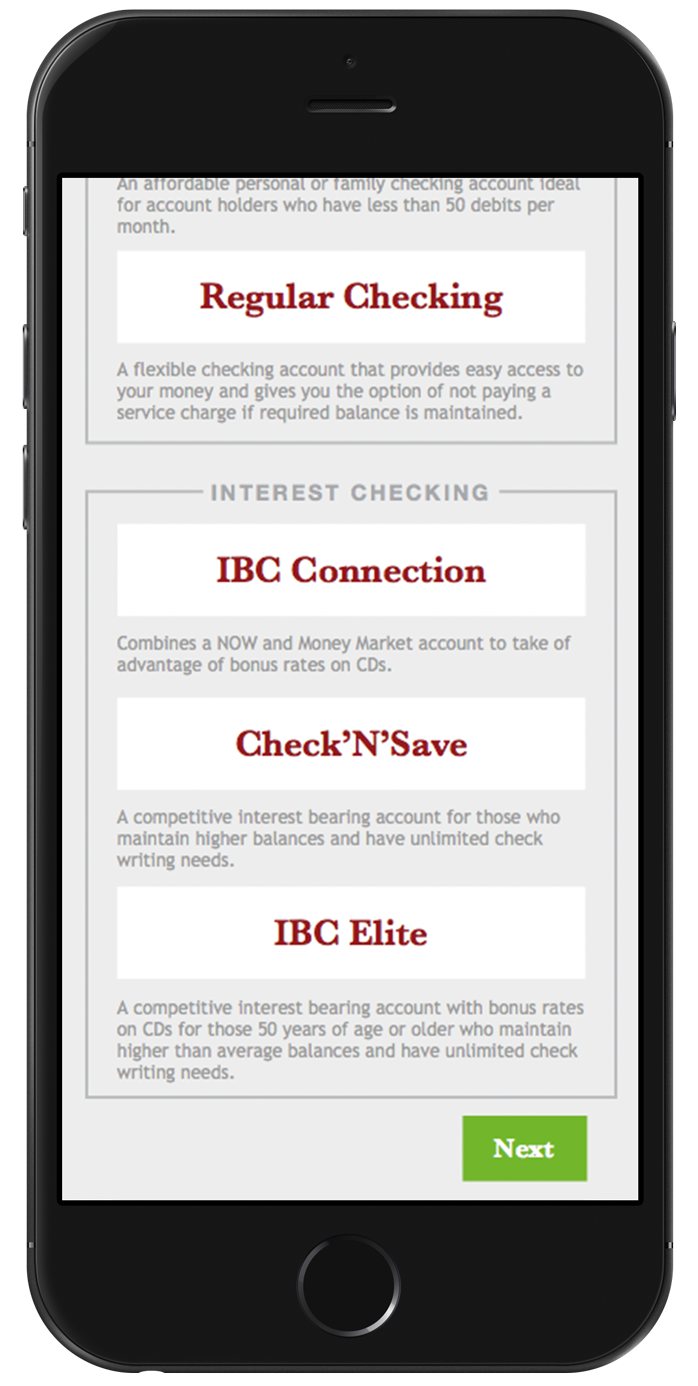 An affordable personal or family checking account ideal
for account holders who have less than 50 debits per
month.
Regular Checking
A flexible checking account that provides easy access to
your money and gives you the option of not paying a
service charge if required balance is maintained.
INTEREST CHECKING
IBC Connection
Combines a NOW and Money Market account to take of
advantage of bonus rates on CDs.
Check’N’Save
A competitive interest bearing account for those who
maintain higher balances and have unlimited check
writing needs.
IBC Elite
A competitive interest bearing account with bonus rates
on CDs for those 50 years of age or older who maintain
higher than average balances and have unlimited check
writing needs.
Next